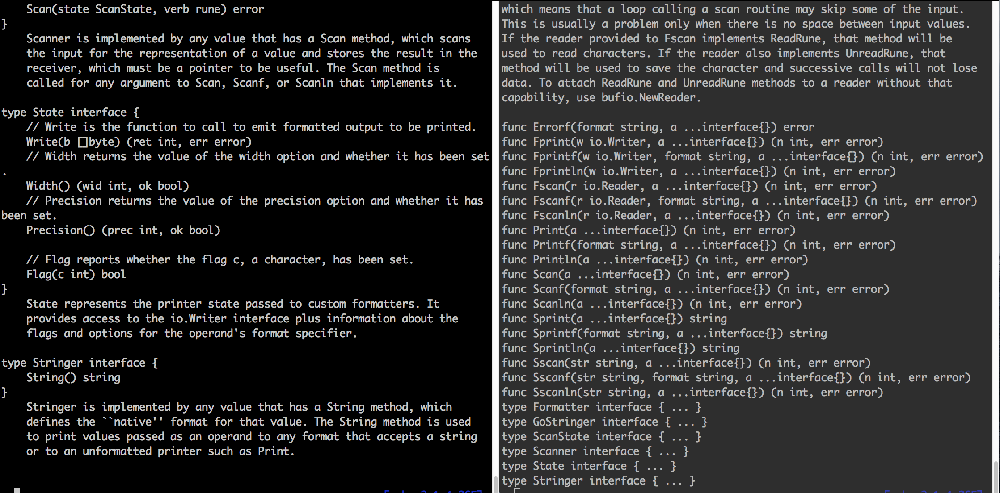 Scan(state ScanState, verb rune) error
}
Scanner is implemented by any value that has a Scan method, which scans
the input for the representation of a value and stores the result in the
receiver, which must be a pointer to be useful. The Scan method is
called for any argument to Scan, Scanf, or Scanln that implements it.
type State interface {
// Write is the function to call to emit formatted output to be printed.
Write(b []byte) (ret int, err error)
// Width returns the value of the width option and whether it has been set
.
Width() (wid int, ok bool)
// Precision returns the value of the precision option and whether it has
been set.
Precision() (prec int, ok bool)
// Flag reports whether the flag c, a character, has been set.
Flag(c int) bool
}
State represents the printer state passed to custom formatters. It
provides access to the io.Writer interface plus information about the
flags and options for the operand's format specifier.
type Stringer interface {
String() string
}
Stringer is implemented by any value that has a String method, which
defines the ``native'' format for that value. The String method is used
to print values passed as an operand to any format that accepts a string
or to an unformatted printer such as Print.
which means that a loop calling a scan routine may skip some of the input.
This is usually a problem only when there is no space between input values.
If the reader provided to Fscan implements ReadRune, that method will be
used to read characters. If the reader also implements UnreadRune, that
method will be used to save the character and successive calls will not lose
data. To attach ReadRune and UnreadRune methods to a reader without that
capability, use bufio.NewReader.
func Errorf(format string, a ...interface{}) error
func Fprint(w io.Writer, a ...interface{}) (n int, err error)
func Fprintf(w io.Writer, format string, a ...interface{}) (n int, err error)
func Fprintln(w io.Writer, a ...interface{}) (n int, err error)
func Fscan(r io.Reader, a ...interface{}) (n int, err error)
func Fscanf(r io.Reader, format string, a ...interface{}) (n int, err error)
func Fscanln(r io.Reader, a ...interface{}) (n int, err error)
func Print(a ...interface{}) (n int, err error)
func Printf(format string, a ...interface{}) (n int, err error)
func Println(a ...interface{}) (n int, err error)
func Scan(a ...interface{}) (n int, err error)
func Scanf(format string, a ...interface{}) (n int, err error)
func Scanln(a ...interface{}) (n int, err error)
func Sprint(a ...interface{}) string
func Sprintf(format string, a ...interface{}) string
func Sprintln(a ...interface{}) string
func Sscan(str string, a ...interface{}) (n int, err error)
func Sscanf(str string, format string, a ...interface{}) (n int, err error)
func Sscanln(str string, a ...interface{}) (n int, err error)
type Formatter interface { ... }
type GoStringer interface { ... }
type ScanState interface { ... }
type Scanner interface { ... }
type State interface { ... }
type Stringer interface { ... }